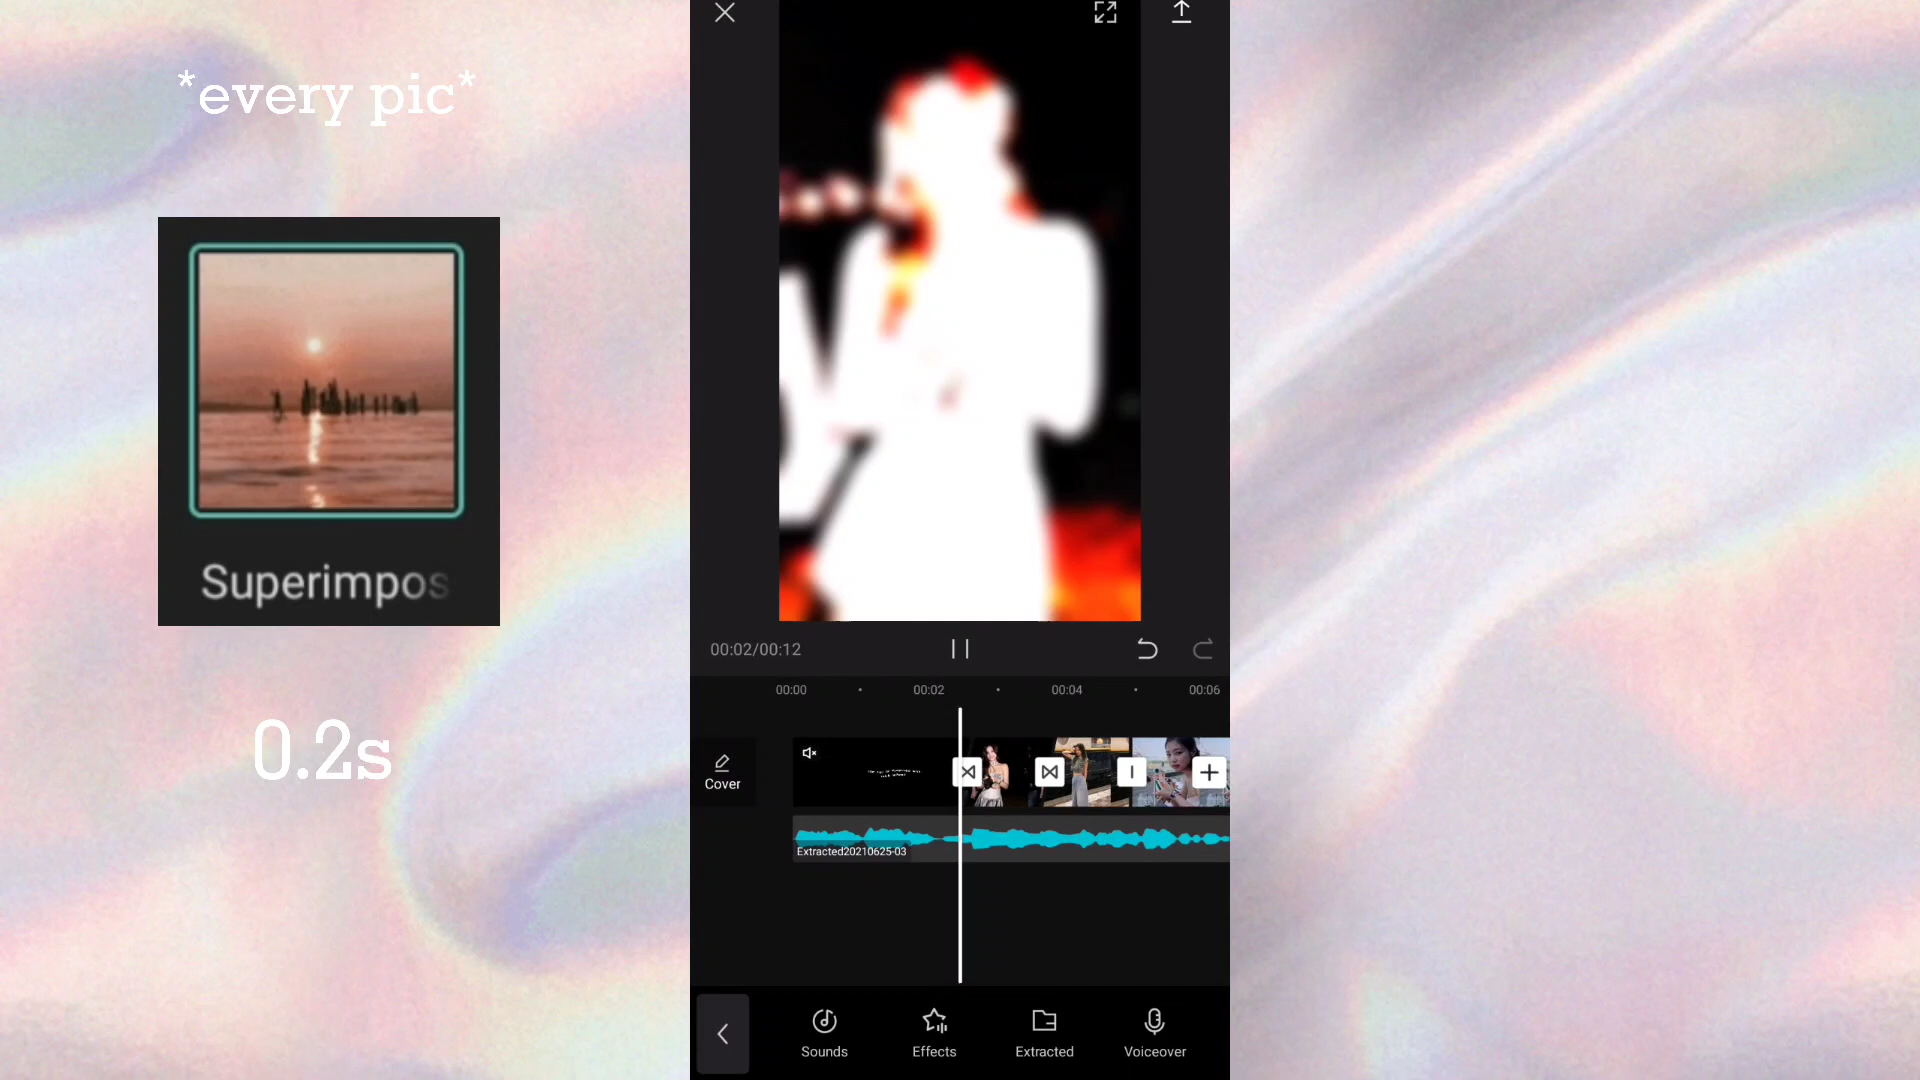 *every pic*
Superimpos
0.2s
00:02/00:12
00:00
00:02
00:04
00:06
Cover
Extracted20210625-03
Sounds
Effects
Extracted
Voiceover